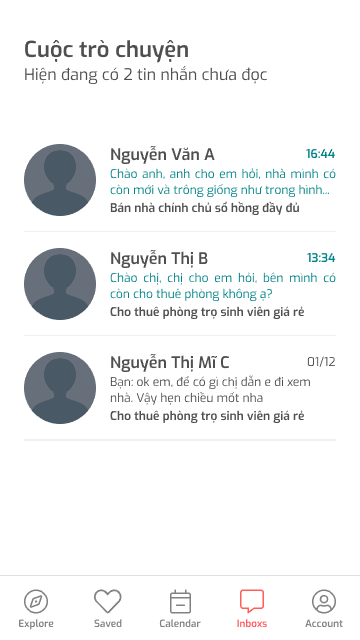 Cuộc trò chuyện
Hiện đang có 2 tin nhắn chưa đọc
Nguyễn Văn A
16:44
Chào anh, anh cho em hỏi, nhà minh có
còn mới và trông giống như trong hình...
Bán nhà chính chủ sổ hồng đầy đủ
Nguyễn Thị B
13:34
Chào chị, chị cho em hỏi, bên mình có
còn cho thuê phòng không ạ?
Cho thuê phòng trọ sinh viên giá rẻ
Nguyễn Thị Mĩ C
01/12
Bạn: ok em, để có gì chị dẫn e đi xem
nhà. Vậy hẹn chiều mốt nha
Cho thuê phòng trọ sinh viên giá rẻ
Explore
Saved
Calendar
Inboxs
Account